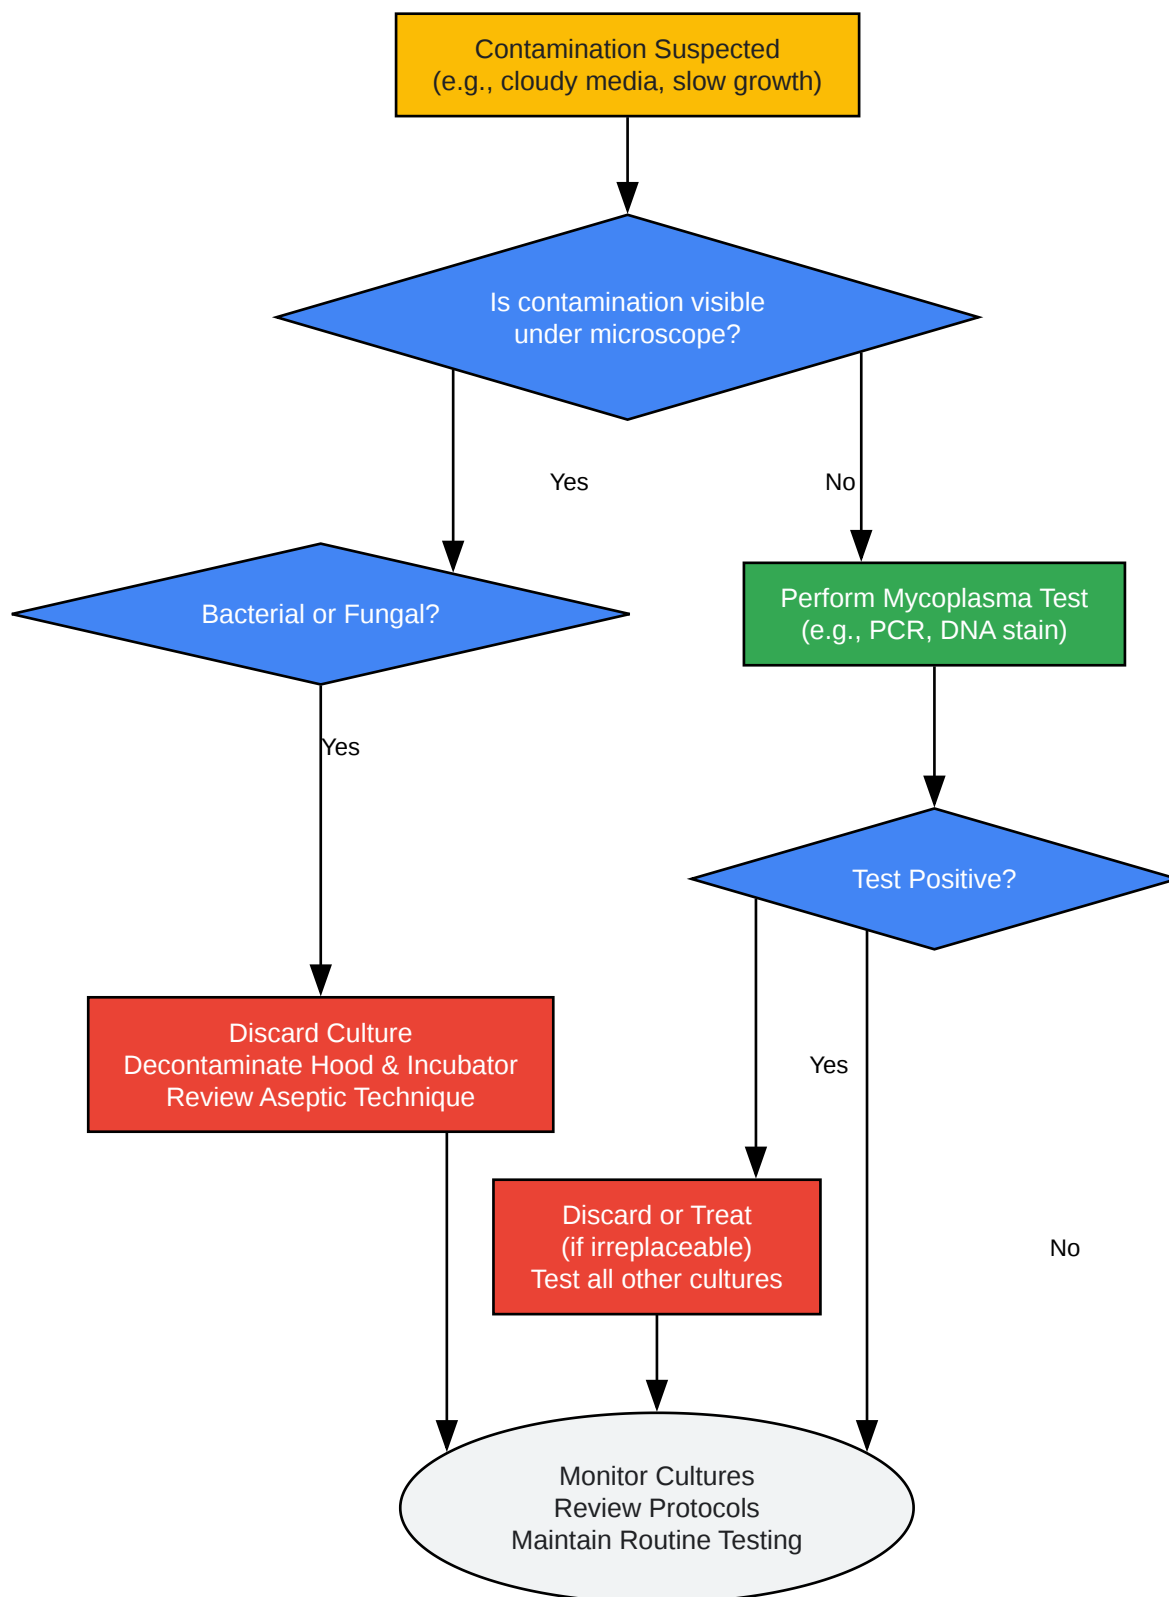 Contamination Suspected
(e.g., cloudy media, slow growth)
Is contamination visible
under microscope?
Yes
No
Bacterial or Fungal?
Perform Mycoplasma Test
(e.g., PCR, DNA stain)
Yes
Test Positive?
Discard Culture
Decontaminate Hood & Incubator
Review Aseptic Technique
Yes
Discard or Treat
(if irreplaceable)
Test all other cultures
No
Monitor Cultures
Review Protocols
Maintain Routine Testing